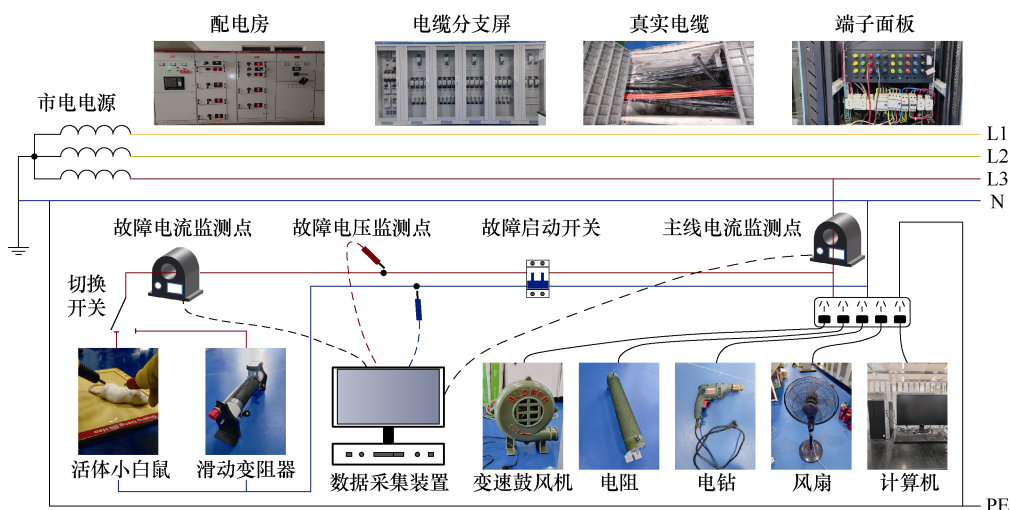 配电房
电缆分支屏
真实电缆
端子面板
市电电源
L1
L2
L3
N
故障电流监测点
故障电压监测点
故障启动开关
主线电流监测点
切换
开关
活体小白鼠
滑动变阻器
数据采集装置
变速鼓风机
电阻
电钻
风扇
计算机
PE